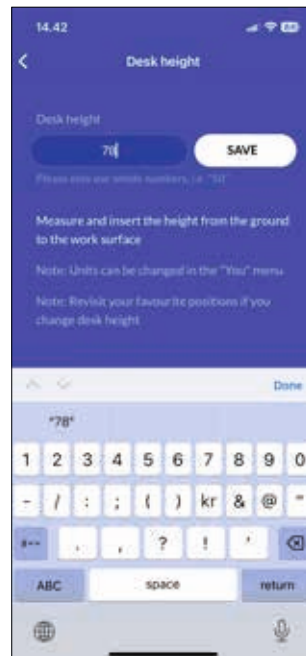 14.42
Desk height
Desk height
78
SAVE
Please only use whole numbers, i.e. "50"
Measure and insert the height from the ground
to the work surface
Note: Units can be changed in the "You" menu
Note: Revisit your favourite positions if you
change desk height
Done
"78"
1 2 3 4 5 6 7 8 9 0
- / : ; ( ) kr & @ "
#+= . , ? ! '
ABC space return